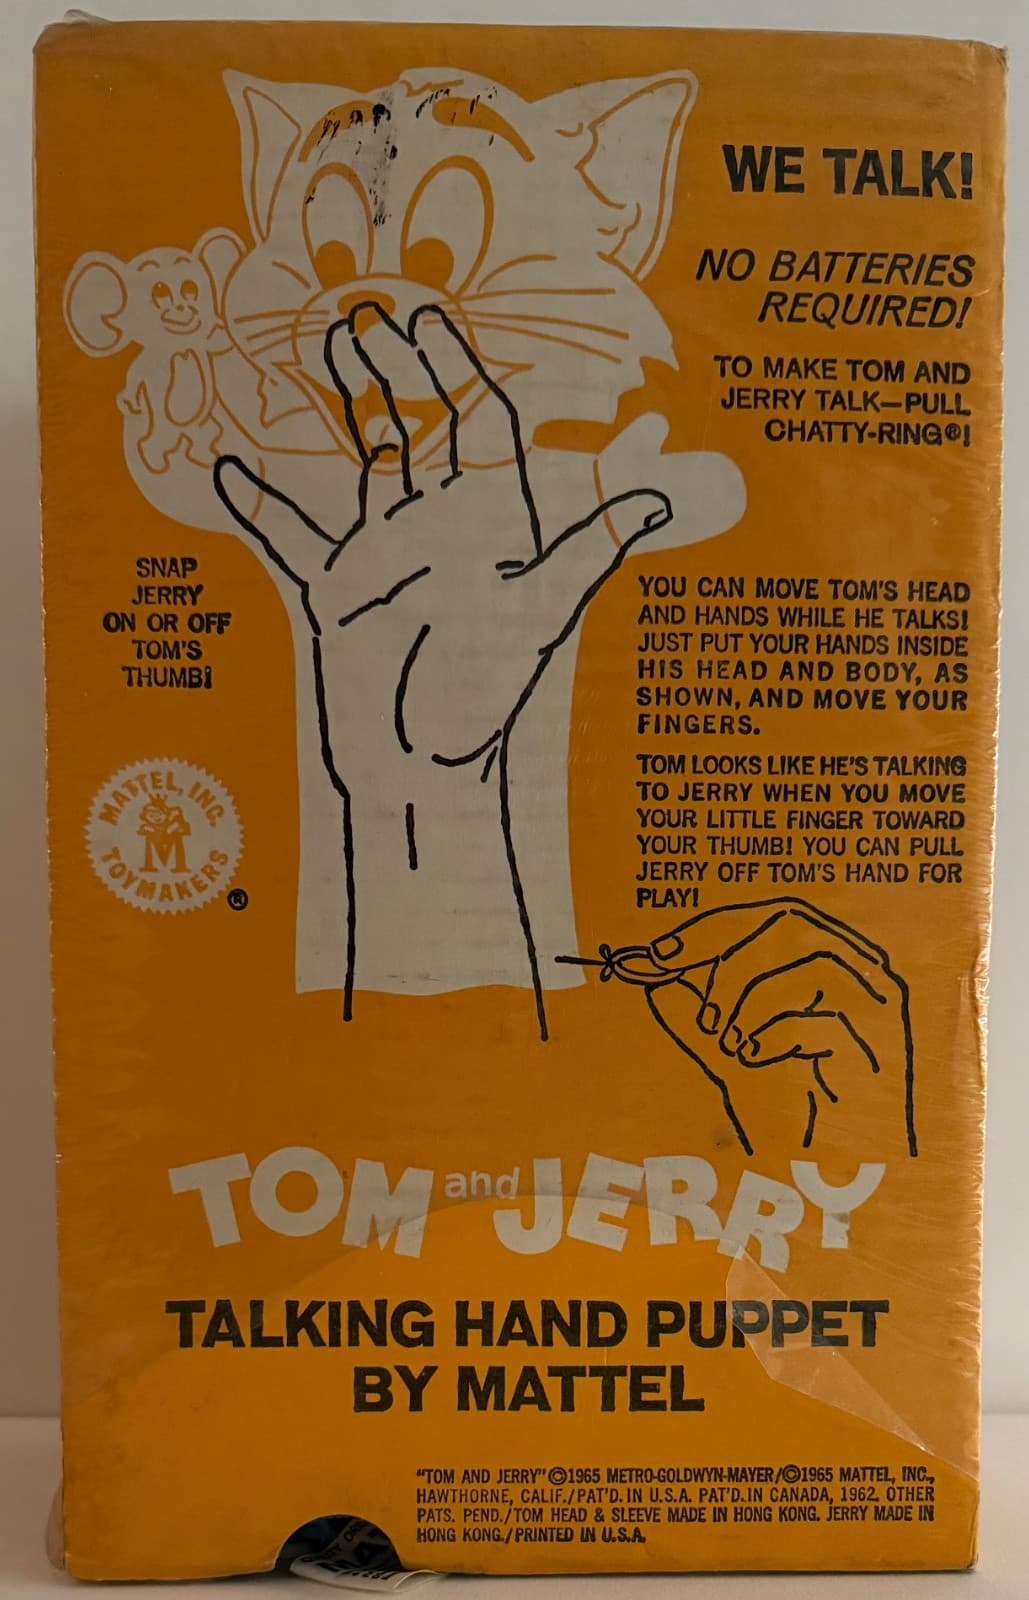 WE TALK!
NO BATTERIES
REQUIRED!
TO MAKE TOM AND
JERRY TALK—PULL
CHATTY-RING®!
SNAP
JERRY
ON OR OFF
TOM'S
THUMB!
YOU CAN MOVE TOM'S HEAD
AND HANDS WHILE HE TALKS!
JUST PUT YOUR HANDS INSIDE
HIS HEAD AND BODY, AS
SHOWN, AND MOVE YOUR
FINGERS.
TOM LOOKS LIKE HE'S TALKING
TO JERRY WHEN YOU MOVE
YOUR LITTLE FINGER TOWARD
YOUR THUMB! YOU CAN PULL
JERRY OFF TOM'S HAND FOR
PLAY!
MATTEL, INC.
M
TOYMAKERS
®
TOM and JERRY
TALKING HAND PUPPET
BY MATTEL
"TOM AND JERRY" ©1965 METRO-GOLDWYN-MAYER/©1965 MATTEL, INC.,
HAWTHORNE, CALIF./PAT'D. IN U.S.A. PAT'D. IN CANADA, 1962. OTHER
PATS. PEND./TOM HEAD & SLEEVE MADE IN HONG KONG. JERRY MADE IN
HONG KONG./PRINTED IN U.S.A.